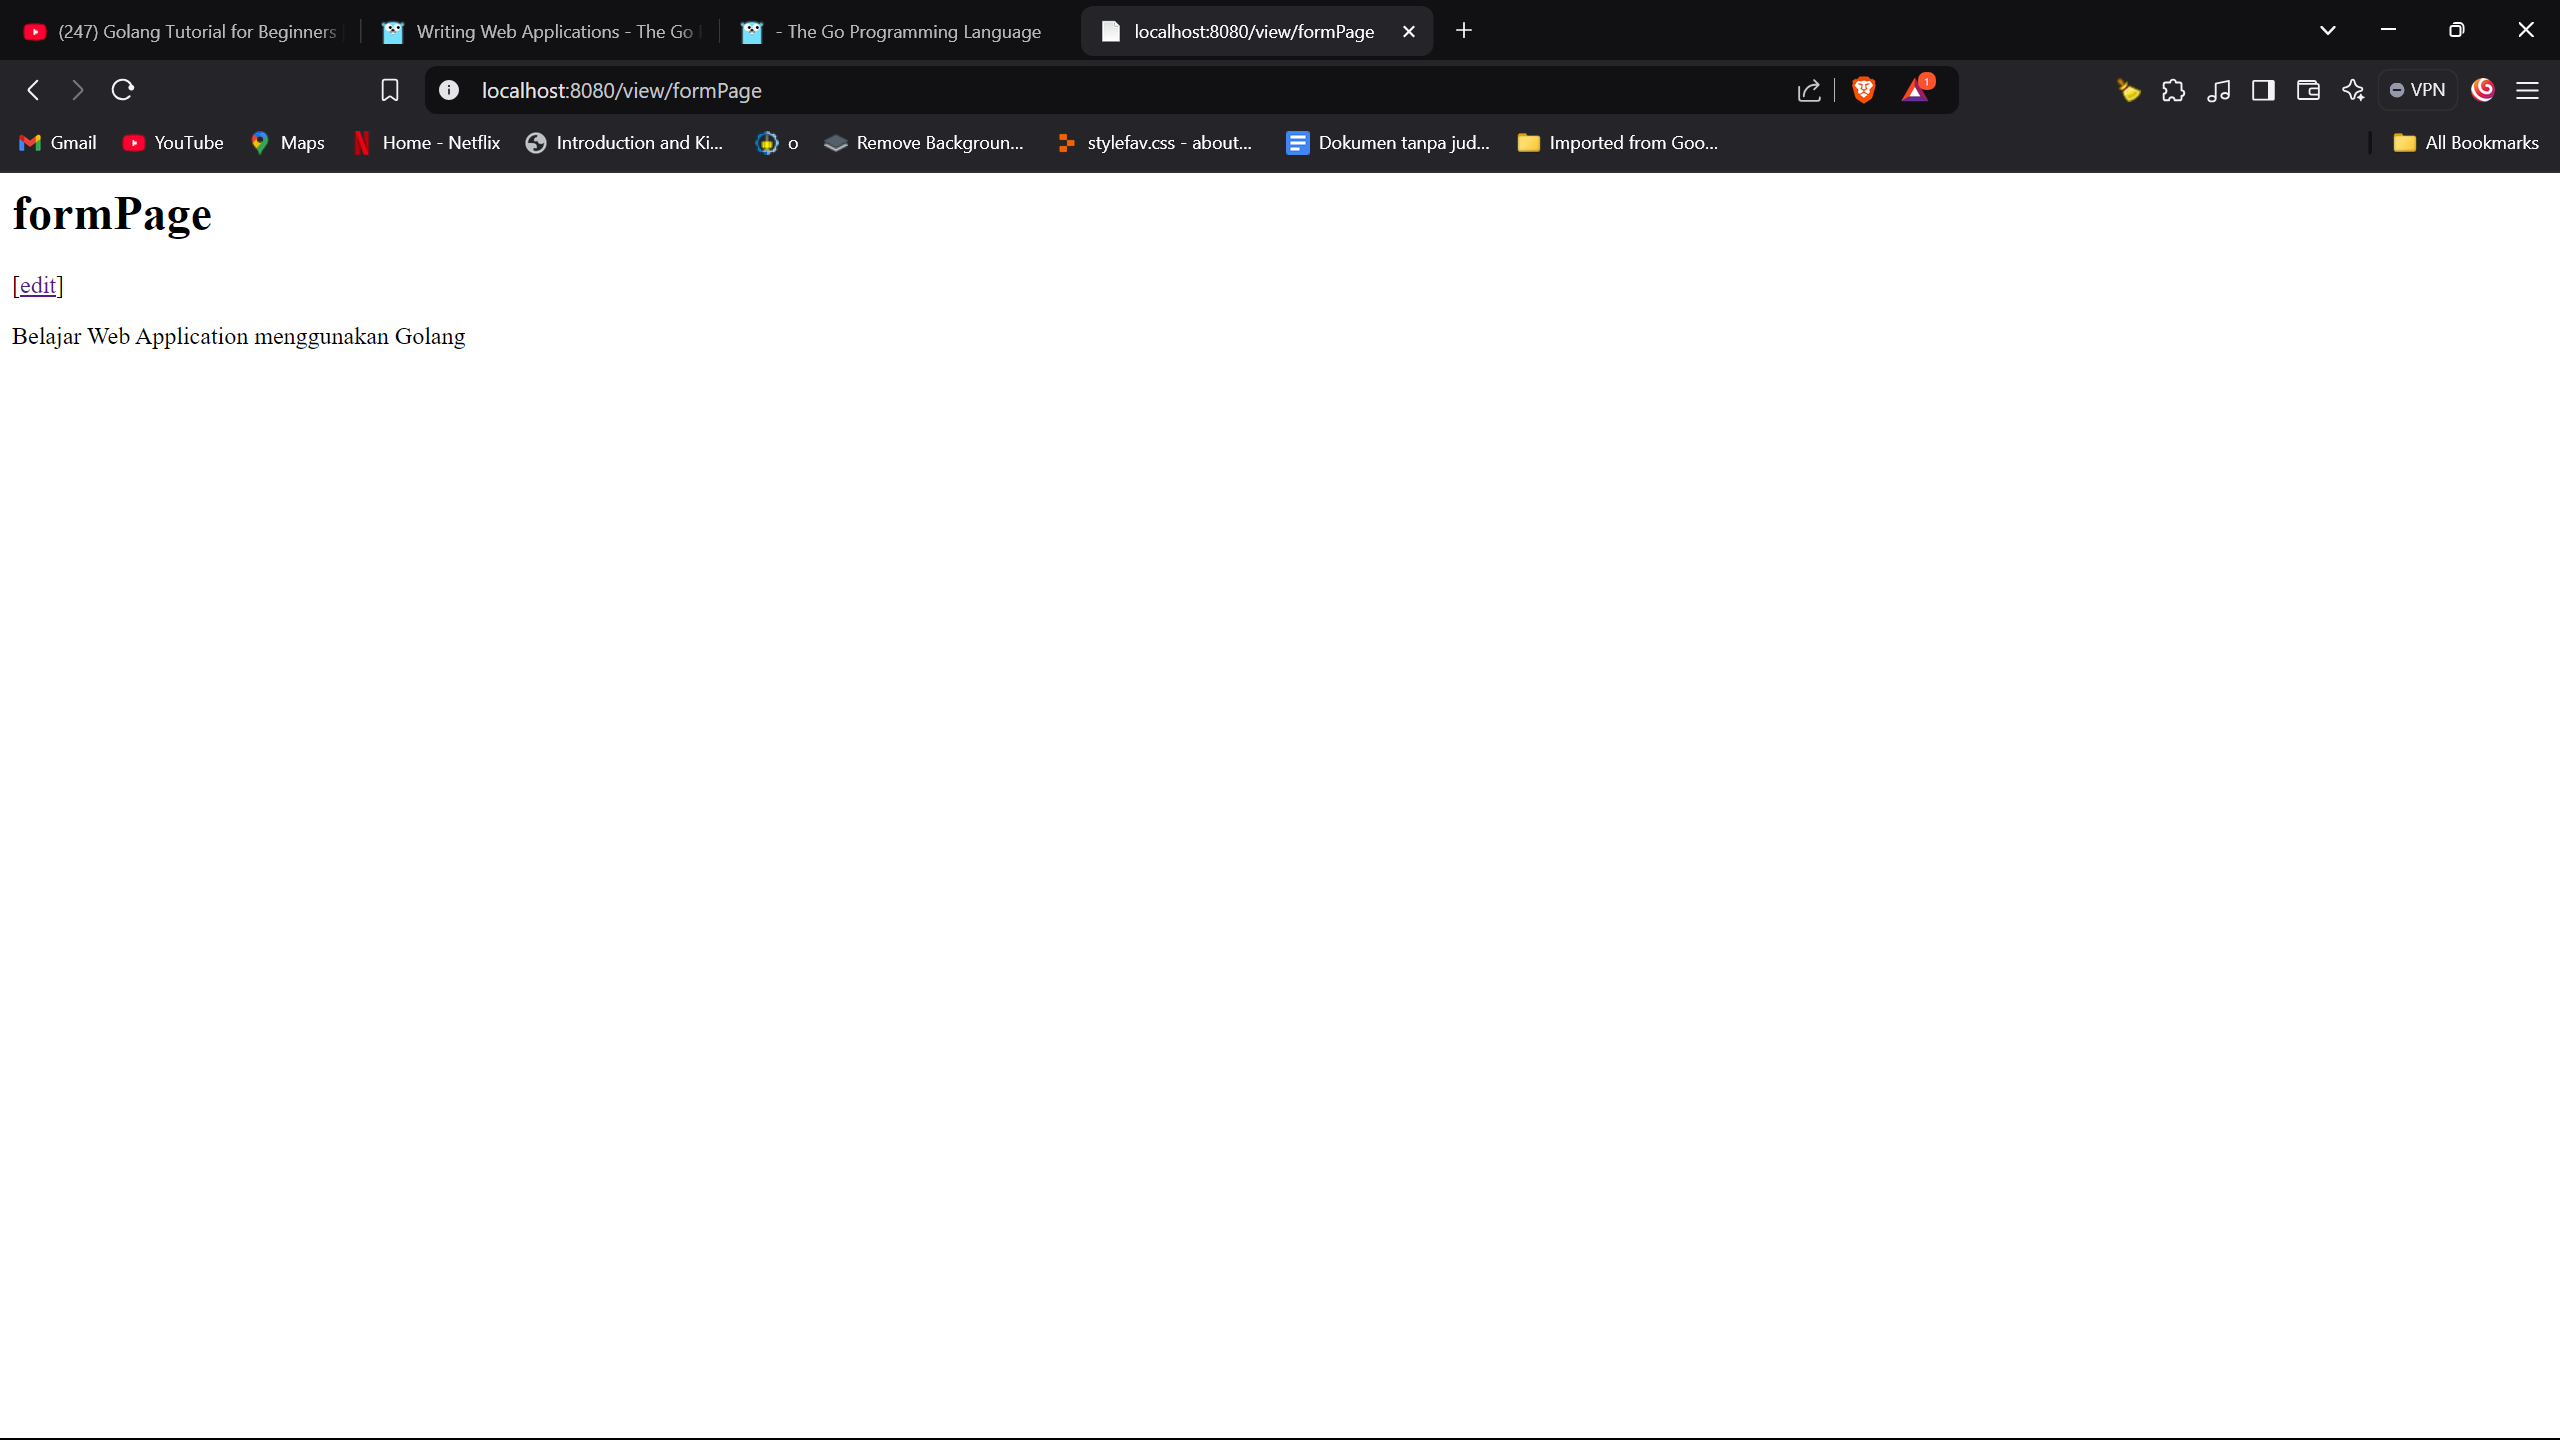 (247) Golang Tutorial for Beginners
Writing Web Applications - The Go
- The Go Programming Language
localhost:8080/view/formPage
localhost:8080/view/formPage
1
VPN
Gmail
YouTube
Maps
Home - Netflix
Introduction and Ki...
o
Remove Backgroun...
stylefav.css - about...
Dokumen tanpa jud...
Imported from Goo...
All Bookmarks
formPage
[edit]
Belajar Web Application menggunakan Golang